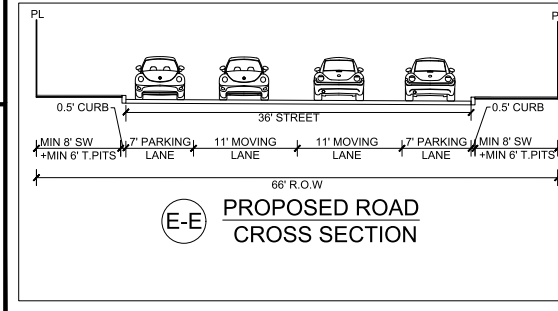 PL
P
0.5' CURB
36' STREET
0.5' CURB
MIN 8' SW
+MIN 6' T.PITS
7' PARKING
LANE
11' MOVING
LANE
11' MOVING
LANE
7' PARKING
LANE
MIN 8' SW
+MIN 6' T.PITS
66' R.O.W
E-E
PROPOSED ROAD
CROSS SECTION